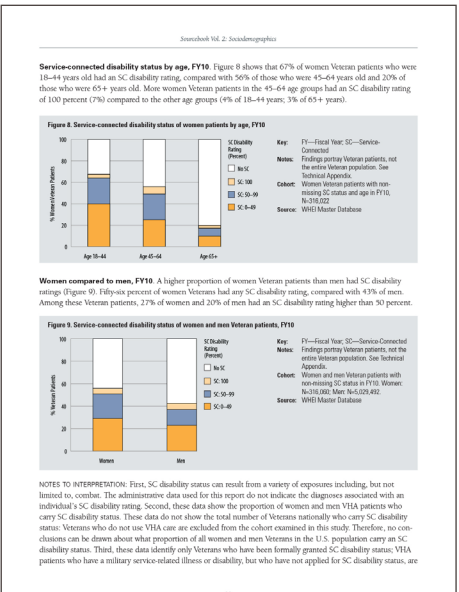 Sourcebook Vol. 2: Sociodemographics
Service-connected disability status by age, FY10. Figure 8 shows that 67% of women Veteran patients who were
18–44 years old had an SC disability rating, compared with 56% of those who were 45–64 years old and 20% of
those who were 65+ years old. More women Veteran patients in the 45–64 age groups had an SC disability rating
of 100 percent (7%) compared to the other age groups (4% of 18–44 years; 3% of 65+ years).
Figure 8. Service-connected disability status of women patients by age, FY10
% Women Veteran Patients
100
80
60
40
20
0
Age 18–44
Age 45–64
Age 65+
SC Disability
Rating
(Percent)
No SC
SC: 100
SC: 50–99
SC: 0–49
Key: FY—Fiscal Year; SC—Service-
Connected
Notes: Findings portray Veteran patients, not
the entire Veteran population. See
Technical Appendix.
Cohort: Women Veteran patients with non-
missing SC status and age in FY10,
N=316,022
Source: WHEI Master Database
Women compared to men, FY10. A higher proportion of women Veteran patients than men had SC disability
ratings (Figure 9). Fifty-six percent of women Veterans had any SC disability rating, compared with 43% of men.
Among these Veteran patients, 27% of women and 20% of men had an SC disability rating higher than 50 percent.
Figure 9. Service-connected disability status of women and men Veteran patients, FY10
% Veteran Patients
100
80
60
40
20
0
Women
Men
SC Disability
Rating
(Percent)
No SC
SC: 100
SC: 50–99
SC: 0–49
Key: FY—Fiscal Year; SC—Service-Connected
Notes: Findings portray Veteran patients, not the
entire Veteran population. See Technical
Appendix.
Cohort: Women and men Veteran patients with
non-missing SC status in FY10. Women:
N=316,060; Men: N=5,029,492.
Source: WHEI Master Database
NOTES TO INTERPRETATION: First, SC disability status can result from a variety of exposures including, but not
limited to, combat. The administrative data used for this report do not indicate the diagnoses associated with an
individual's SC disability rating. Second, these data show the proportion of women and men VHA patients who
carry SC disability status. These data do not show the total number of Veterans nationally who carry SC disability
status: Veterans who do not use VHA care are excluded from the cohort examined in this study. Therefore, no con-
clusions can be drawn about what proportion of all women and men Veterans in the U.S. population carry an SC
disability status. Third, these data identify only Veterans who have been formally granted SC disability status; VHA
patients who have a military service-related illness or disability, but who have not applied for SC disability status, are